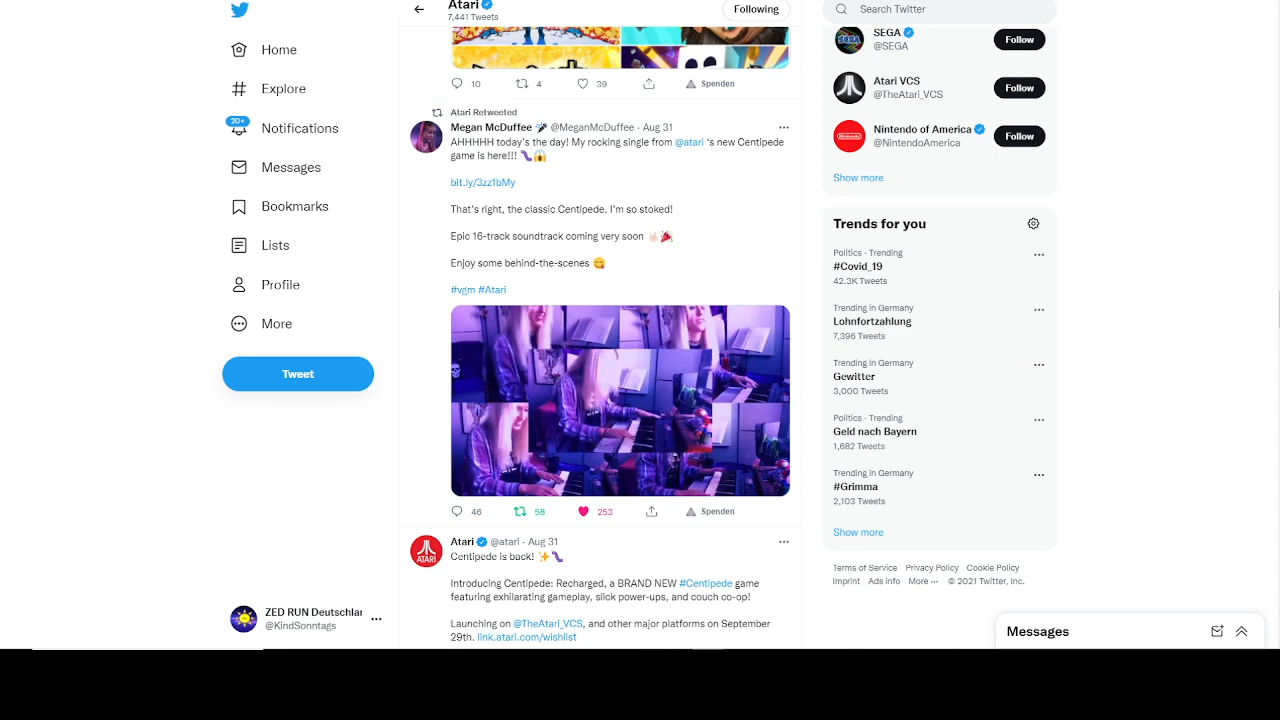 Home
Explore
20+
Notifications
Messages
Bookmarks
Lists
Profile
More
Tweet
ZED RUN Deutschlar
@KindSonntags
Atari
7,441 Tweets
Following
10 4 39 Spenden
Atari Retweeted
Megan McDuffee @MeganMcDuffee · Aug 31
AHHHHH today's the day! My rocking single from @atari 's new Centipede
game is here!!! 🐛😱
bit.ly/3zz1bMy
That's right, the classic Centipede. I'm so stoked!
Epic 16-track soundtrack coming very soon 🤘🏻🎉
Enjoy some behind-the-scenes 😋
#vgm #Atari
46 58 253 Spenden
ATARI
Atari @atari · Aug 31
Centipede is back! ✨🐛
Introducing Centipede: Recharged, a BRAND NEW #Centipede game
featuring exhilarating gameplay, slick power-ups, and couch co-op!
Launching on @TheAtari_VCS, and other major platforms on September
29th. link.atari.com/wishlist
Search Twitter
SEGA
@SEGA
Follow
Atari VCS
@TheAtari_VCS
Follow
Nintendo of America
@NintendoAmerica
Follow
Show more
Trends for you
Politics · Trending
#Covid_19
42.3K Tweets
Trending in Germany
Lohnfortzahlung
7,396 Tweets
Trending in Germany
Gewitter
3,000 Tweets
Politics · Trending
Geld nach Bayern
1,682 Tweets
Trending in Germany
#Grimma
2,103 Tweets
Show more
Terms of Service Privacy Policy Cookie Policy
Imprint Ads info More ··· © 2021 Twitter, Inc.
Messages